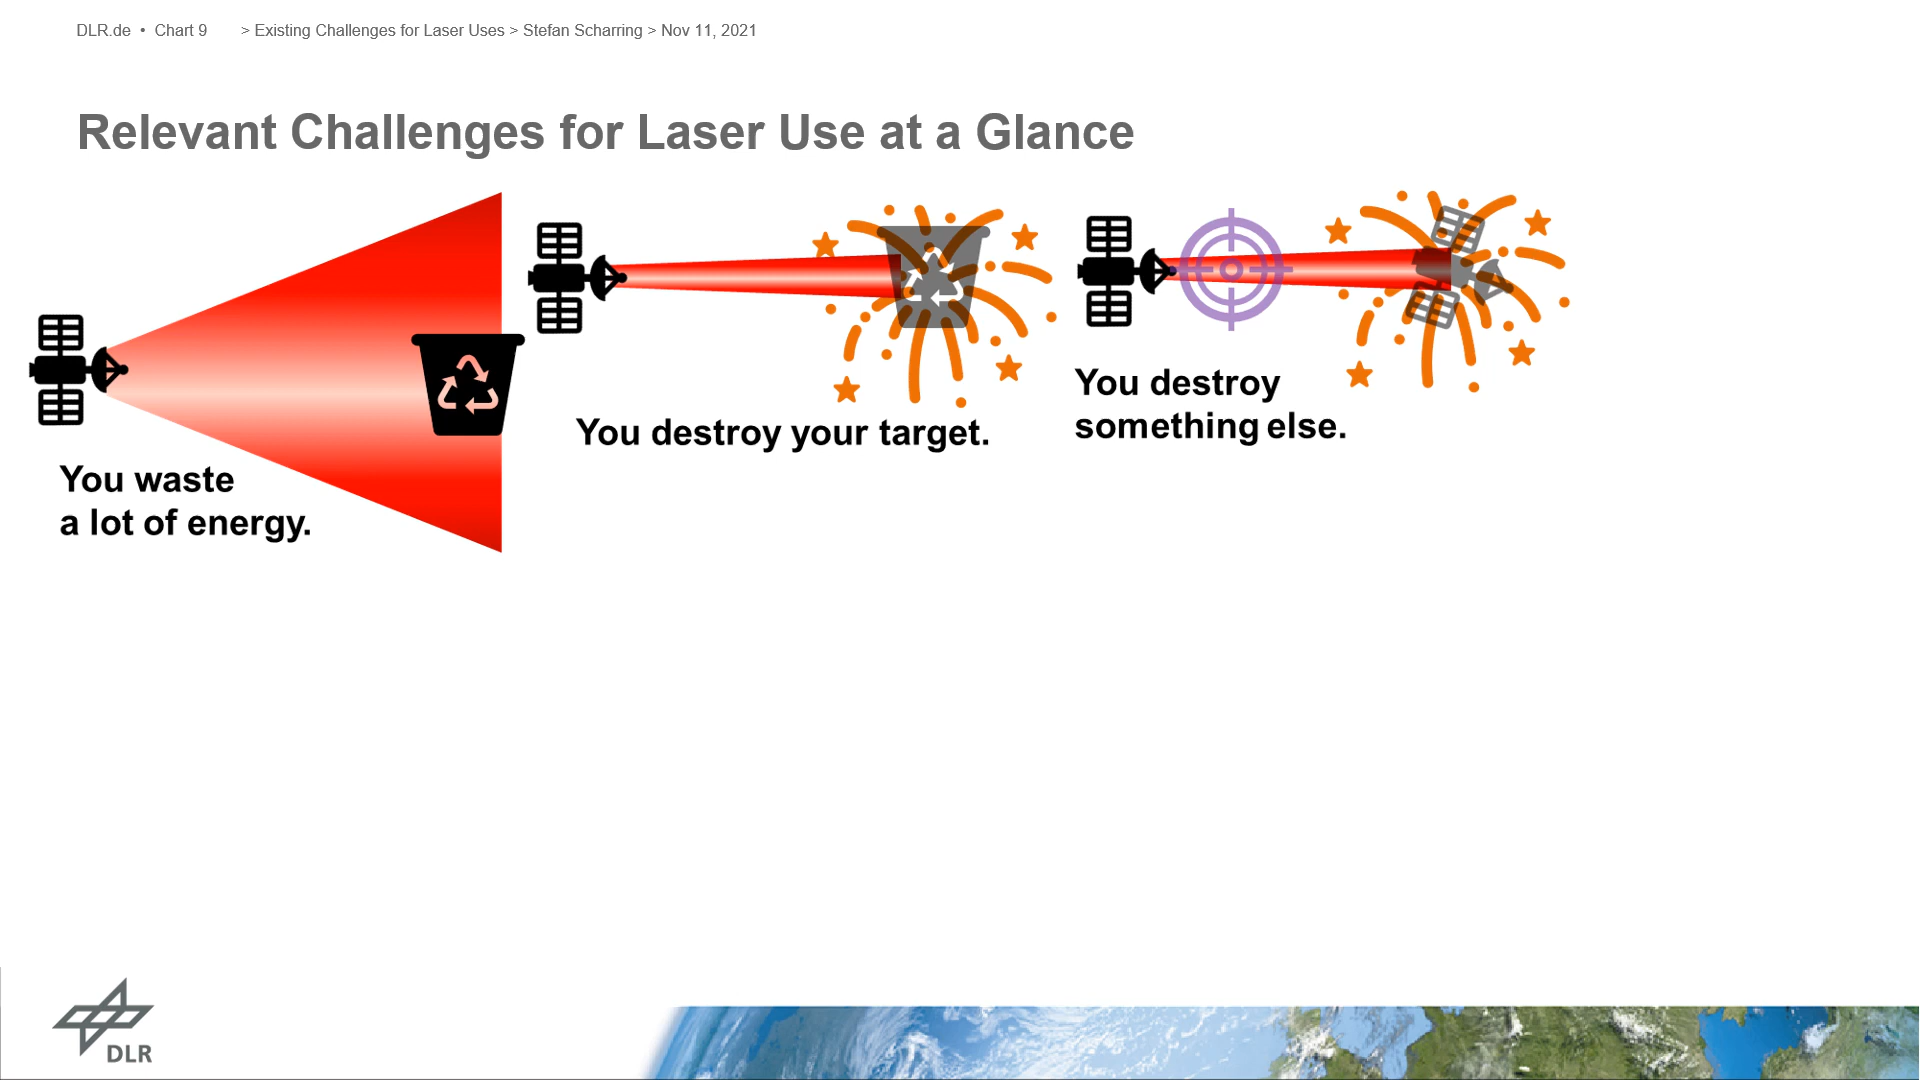 DLR.de • Chart 9 > Existing Challenges for Laser Uses > Stefan Scharring > Nov 11, 2021
Relevant Challenges for Laser Use at a Glance
You waste
a lot of energy.
You destroy your target.
You destroy
something else.
DLR